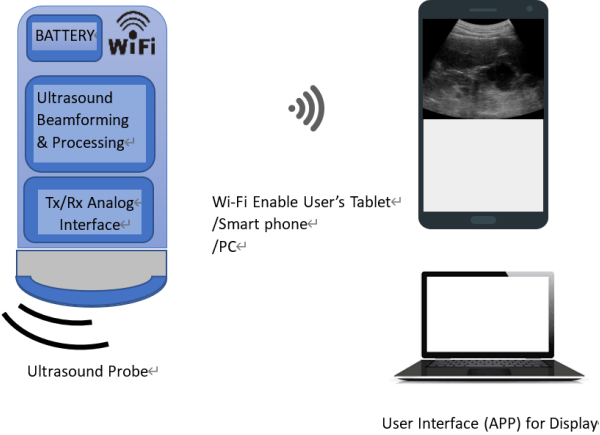 BATTERY
WiFi
Ultrasound
Beamforming
& Processing
Tx/Rx Analog
Interface
Wi-Fi Enable User’s Tablet
/Smart phone
/PC
Ultrasound Probe
User Interface (APP) for Display